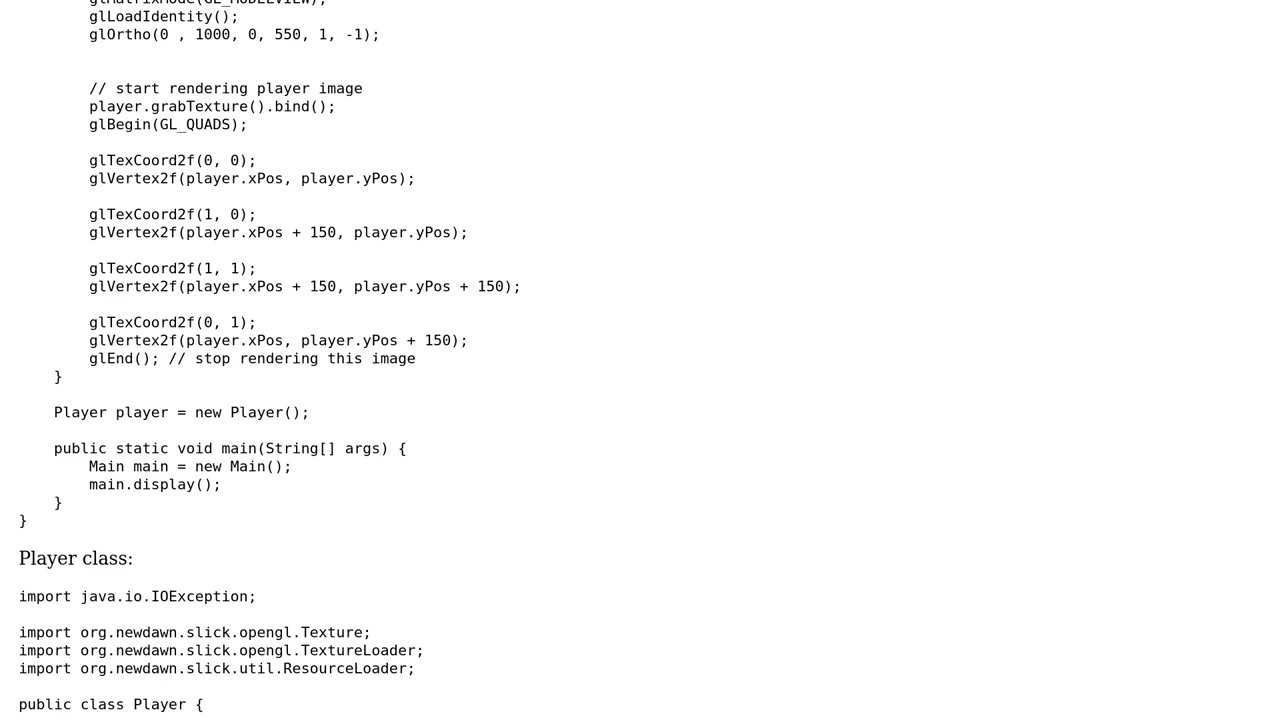 glLoadIdentity();
glOrtho(0 , 1000, 0, 550, 1, -1);
// start rendering player image
player.grabTexture().bind();
glBegin(GL_QUADS);
glTexCoord2f(0, 0);
glVertex2f(player.xPos, player.yPos);
glTexCoord2f(1, 0);
glVertex2f(player.xPos + 150, player.yPos);
glTexCoord2f(1, 1);
glVertex2f(player.xPos + 150, player.yPos + 150);
glTexCoord2f(0, 1);
glVertex2f(player.xPos, player.yPos + 150);
glEnd(); // stop rendering this image
}
Player player = new Player();
public static void main(String[] args) {
Main main = new Main();
main.display();
}
}
Player class:
import java.io.IOException;
import org.newdawn.slick.opengl.Texture;
import org.newdawn.slick.opengl.TextureLoader;
import org.newdawn.slick.util.ResourceLoader;
public class Player {